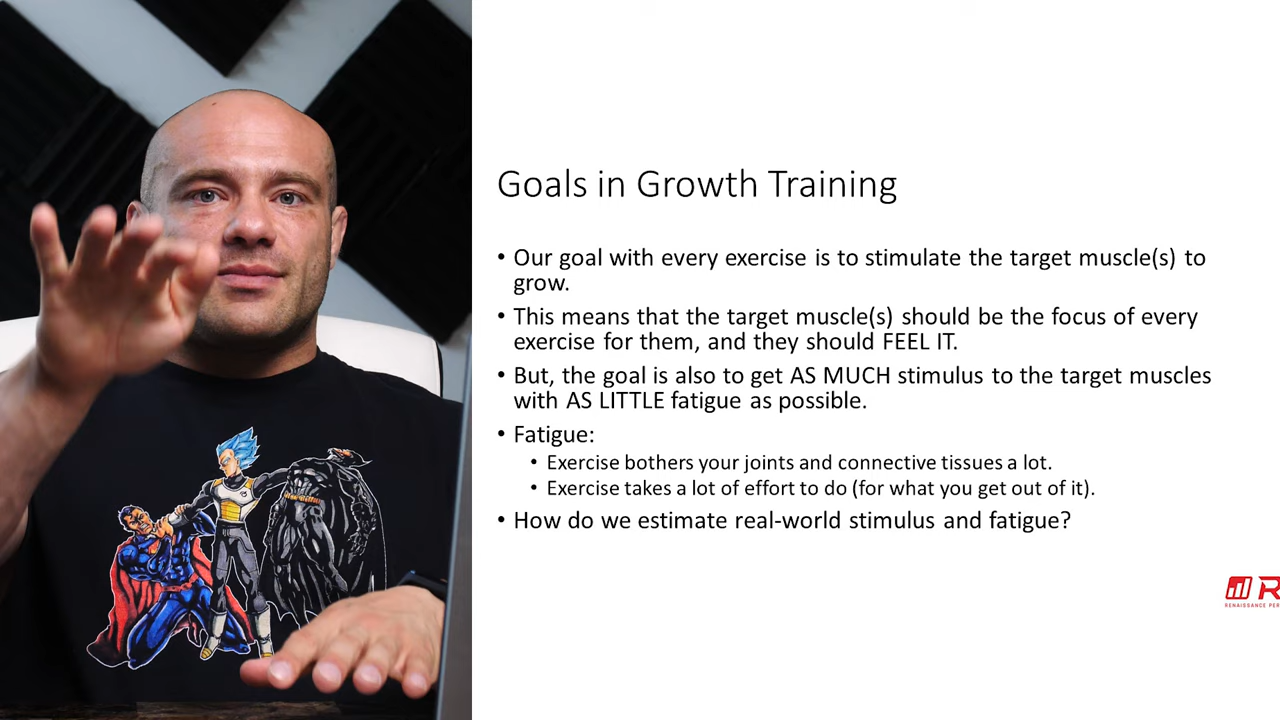 Goals in Growth Training
• Our goal with every exercise is to stimulate the target muscle(s) to
grow.
• This means that the target muscle(s) should be the focus of every
exercise for them, and they should FEEL IT.
• But, the goal is also to get AS MUCH stimulus to the target muscles
with AS LITTLE fatigue as possible.
• Fatigue:
• Exercise bothers your joints and connective tissues a lot.
• Exercise takes a lot of effort to do (for what you get out of it).
• How do we estimate real-world stimulus and fatigue?
R
RENAISSANCE PER